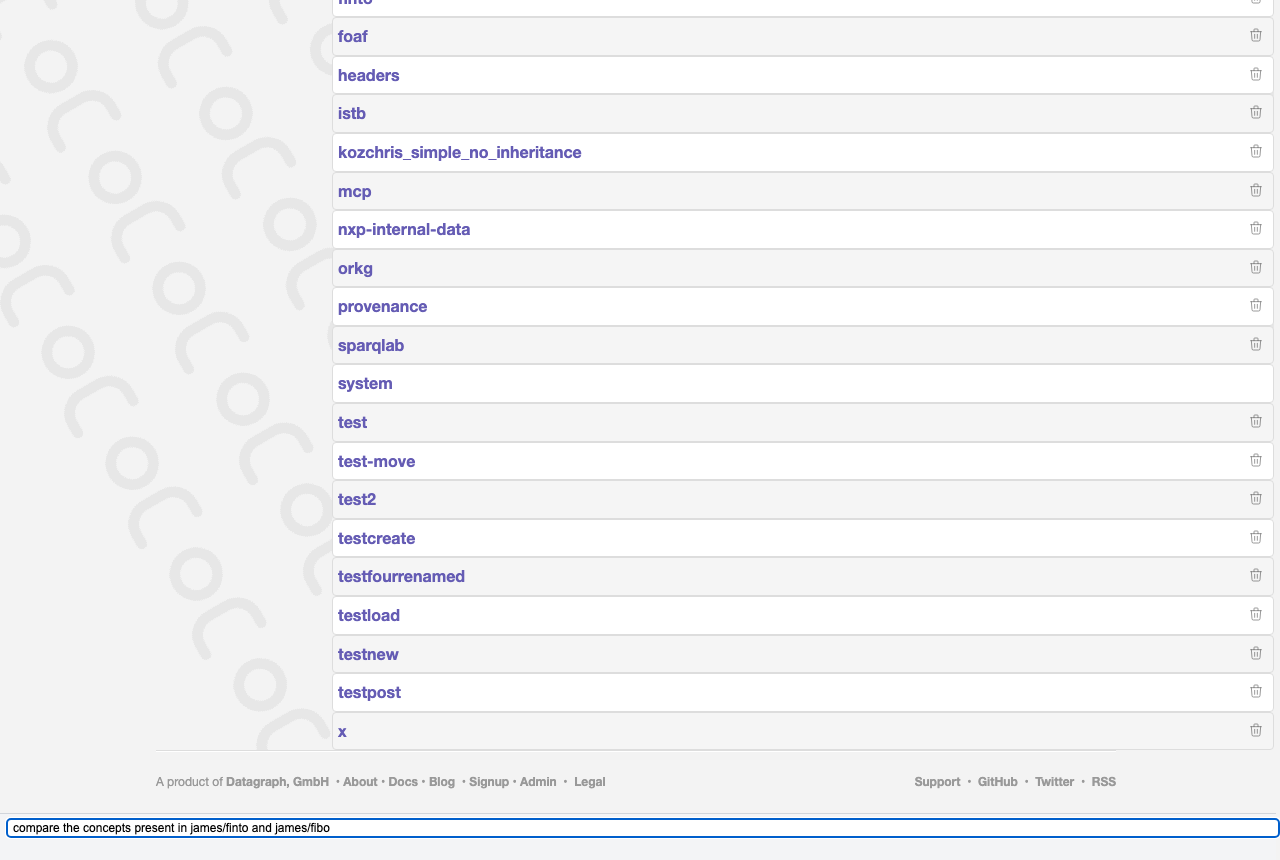 finto
foaf
headers
istb
kozchris_simple_no_inheritance
mcp
nxp-internal-data
orkg
provenance
sparqlab
system
test
test-move
test2
testcreate
testfourrenamed
testload
testnew
testpost
x
A product of Datagraph, GmbH • About • Docs • Blog • Signup • Admin • Legal
Support • GitHub • Twitter • RSS
compare the concepts present in james/finto and james/fibo